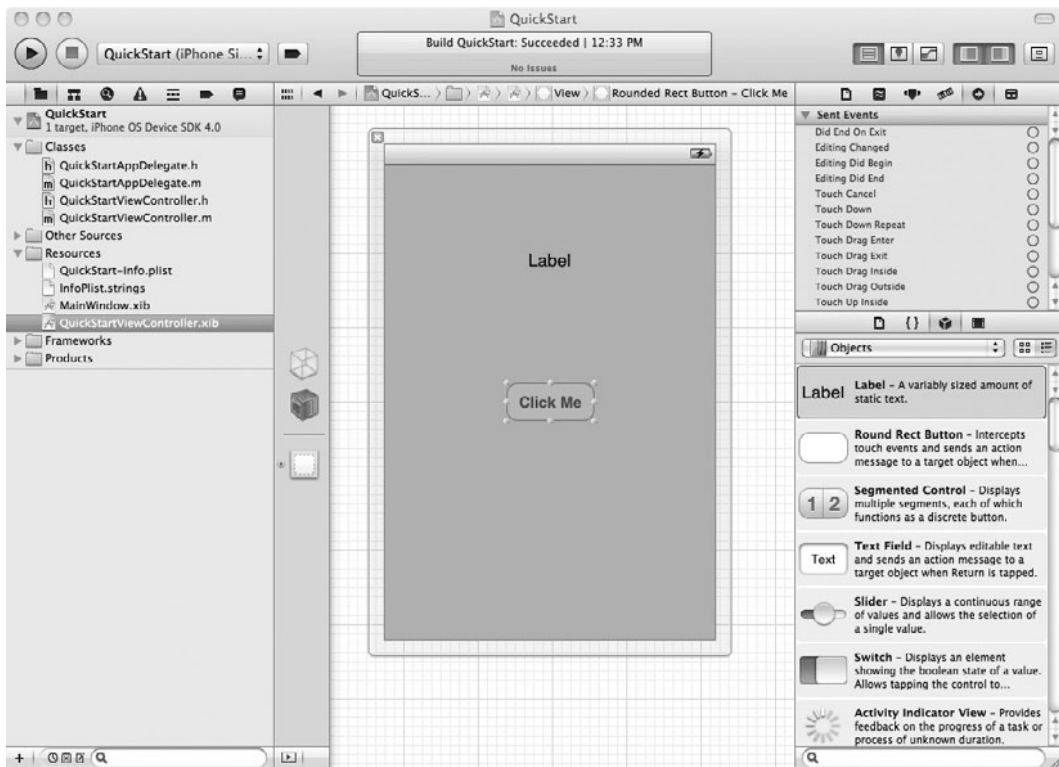 QuickStart
QuickStart (iPhone Si...
Build QuickStart: Succeeded | 12:33 PM
No Issues
QuickS...
View
Rounded Rect Button – Click Me
QuickStart
1 target, iPhone OS Device SDK 4.0
Classes
h QuickStartAppDelegate.h
m QuickStartAppDelegate.m
h QuickStartViewController.h
m QuickStartViewController.m
Other Sources
Resources
QuickStart-Info.plist
InfoPlist.strings
MainWindow.xib
QuickStartViewController.xib
Frameworks
Products
Label
Click Me
Sent Events
Did End On Exit
Editing Changed
Editing Did Begin
Editing Did End
Touch Cancel
Touch Down
Touch Down Repeat
Touch Drag Enter
Touch Drag Exit
Touch Drag Inside
Touch Drag Outside
Touch Up Inside
{}
Objects
Label
Label – A variably sized amount of
static text.
Round Rect Button – Intercepts
touch events and sends an action
message to a target object when...
1 2
Segmented Control – Displays
multiple segments, each of which
functions as a discrete button.
Text
Text Field – Displays editable text
and sends an action message to a
target object when Return is tapped.
Slider – Displays a continuous range
of values and allows the selection of
a single value.
Switch – Displays an element
showing the boolean state of a value.
Allows tapping the control to...
Activity Indicator View – Provides
feedback on the progress of a task or
process of unknown duration.